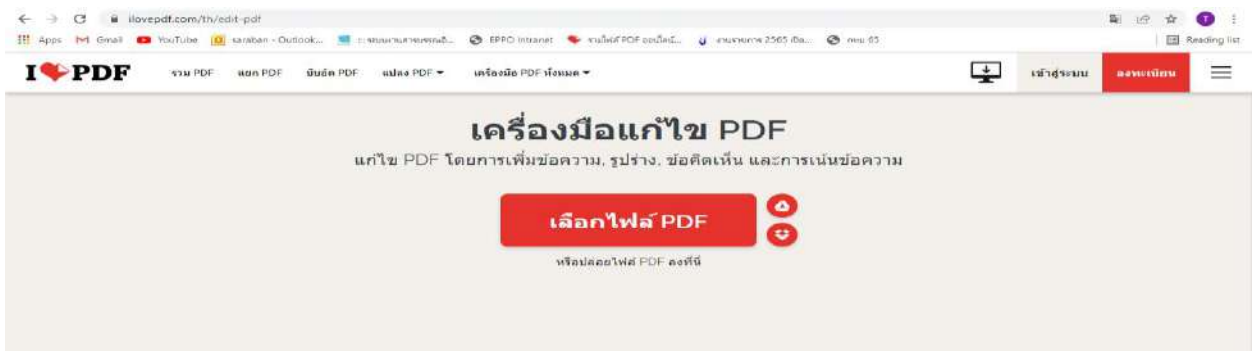 ilovepdf.com/th/edit-pdf
T
Apps Gmail YouTube saraban - Outlook... EPPO Intranet Reading list
I PDF รวม PDF แยก PDF บีบอัด PDF แปลง PDF เครื่องมือ PDF ทั้งหมด เข้าสู่ระบบ ลงทะเบียน
เครื่องมือแก้ไข PDF
แก้ไข PDF โดยการเพิ่มข้อความ, รูปร่าง, ข้อคิดเห็น และการเน้นข้อความ
เลือกไฟล์ PDF
หรือปล่อยไฟล์ PDF ลงที่นี่